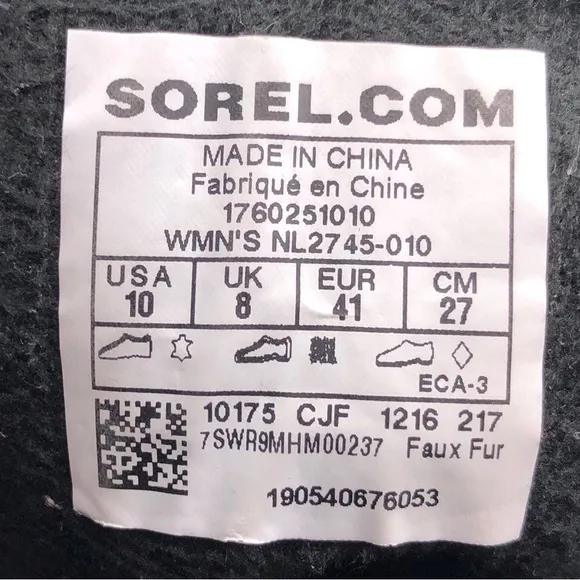 SOREL.COM
MADE IN CHINA
Fabriqué en Chine
1760251010
WMN'S NL2745-010
USA UK EUR CM
10 8 41 27
ECA-3
10175 CJF 1216 217
7SWR9MHM00237 Faux Fur
190540676053